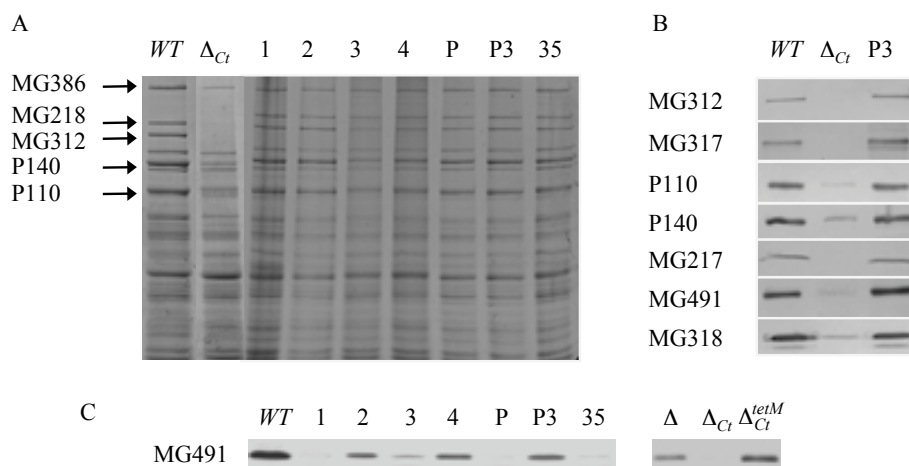 A
WT Δ_Ct 1 2 3 4 P P3 35
MG386
MG218
MG312
P140
P110
B
WT Δ_Ct P3
MG312
MG317
P110
P140
MG217
MG491
MG318
C
WT 1 2 3 4 P P3 35 Δ Δ_Ct Δ_Ct^tetM
MG491